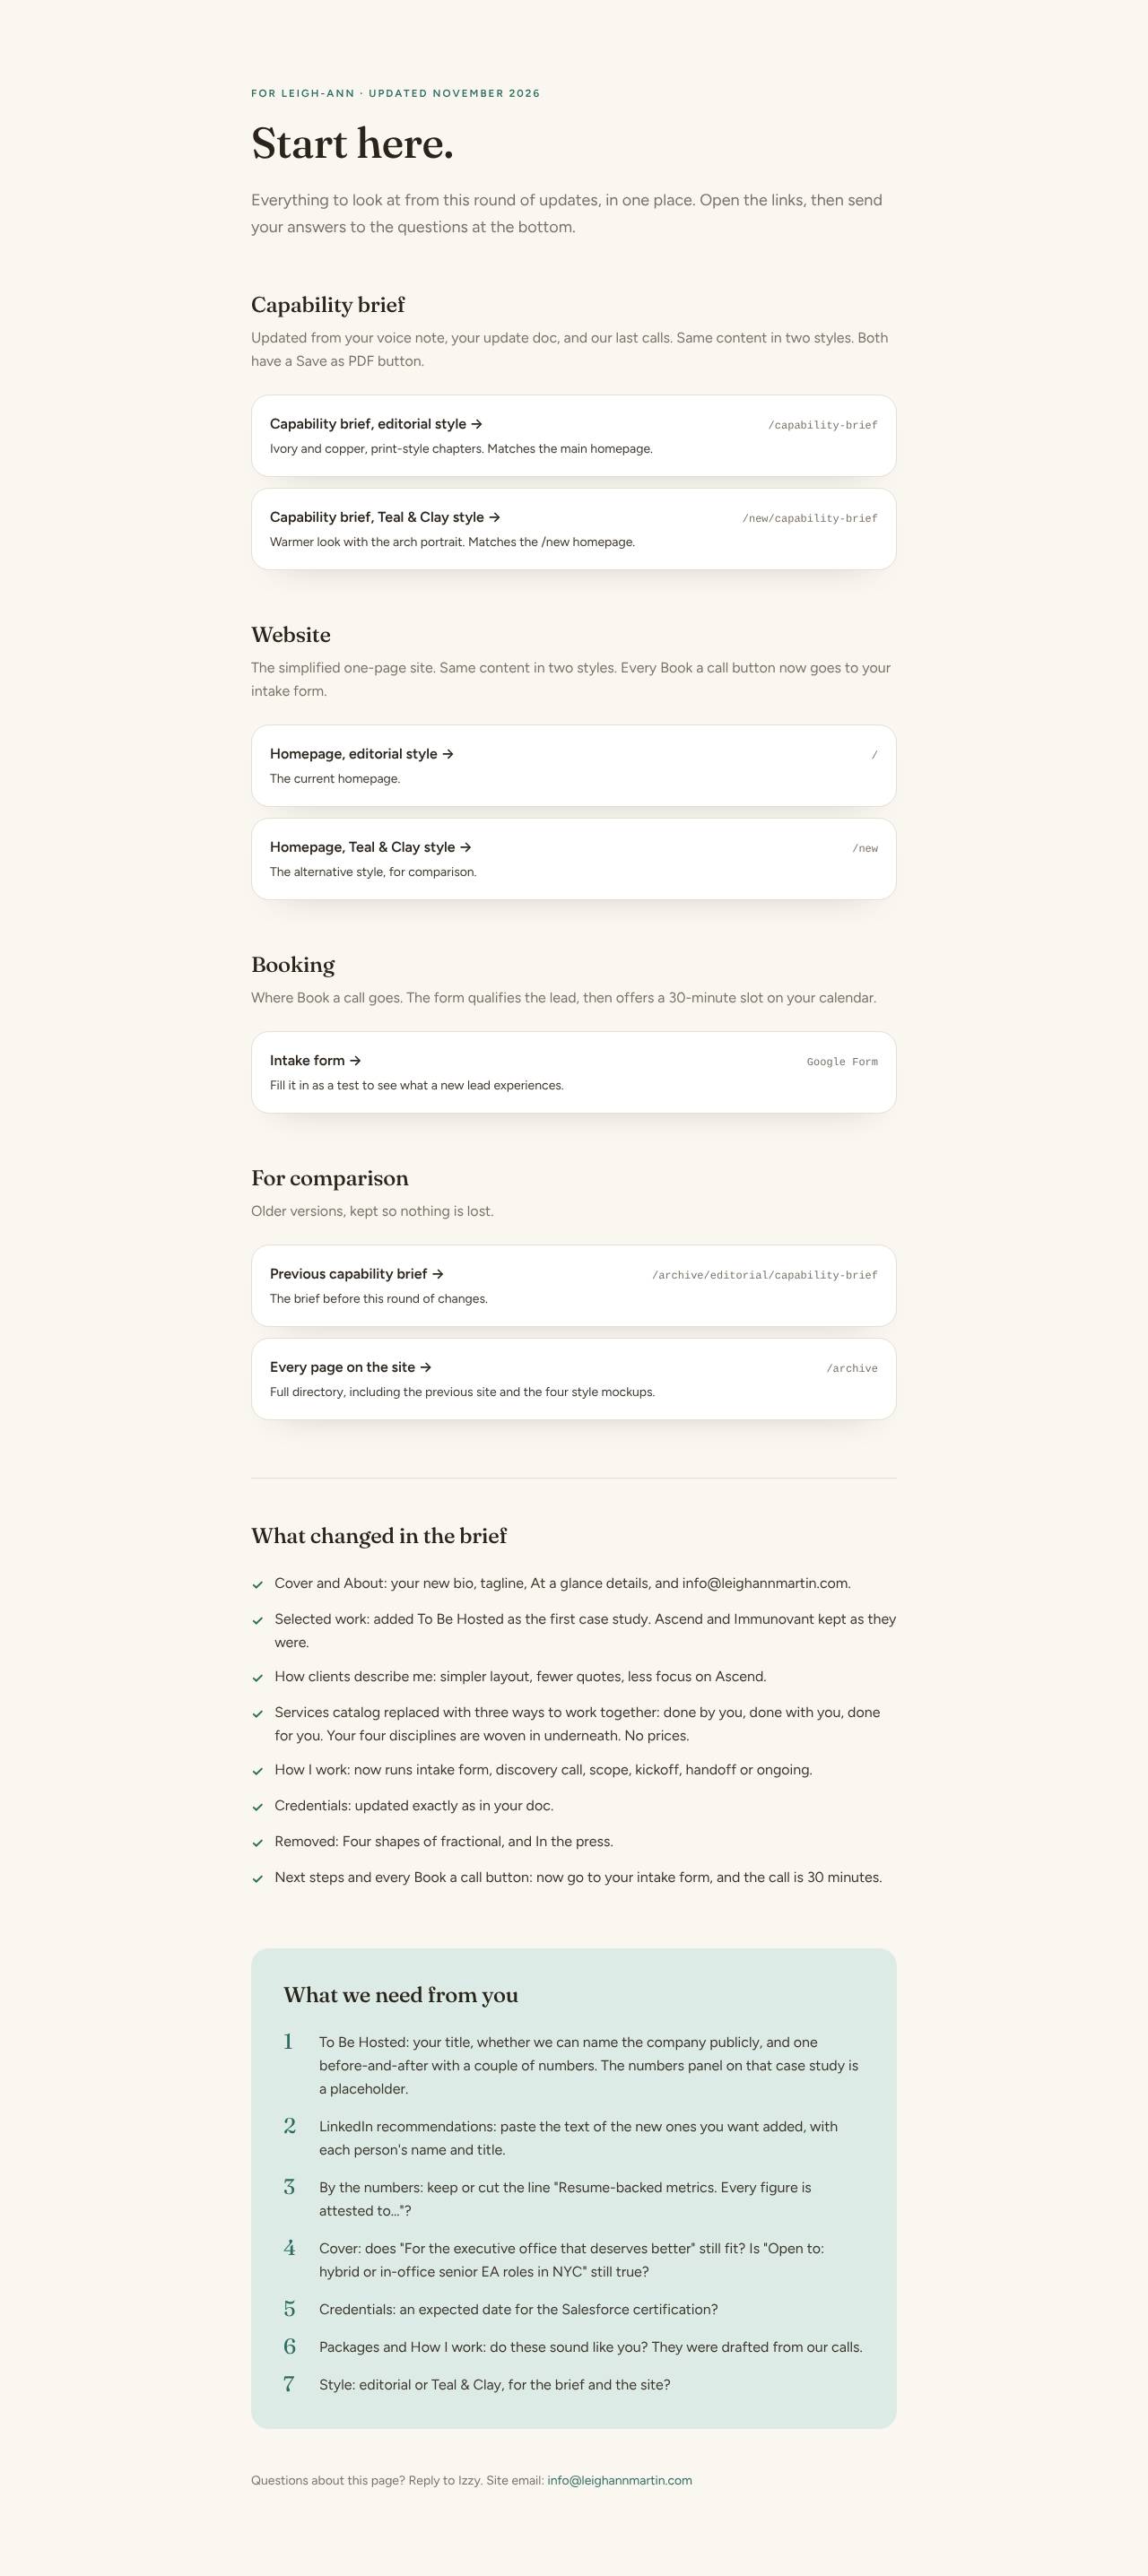 FOR LEIGH-ANN · UPDATED NOVEMBER 2026
Start here.
Everything to look at from this round of updates, in one place. Open the links, then send
your answers to the questions at the bottom.
Capability brief
Updated from your voice note, your update doc, and our last calls. Same content in two styles. Both
have a Save as PDF button.
Capability brief, editorial style →
/capability-brief
Ivory and copper, print-style chapters. Matches the main homepage.
Capability brief, Teal & Clay style →
/new/capability-brief
Warmer look with the arch portrait. Matches the /new homepage.
Website
The simplified one-page site. Same content in two styles. Every Book a call button now goes to your
intake form.
Homepage, editorial style →
/
The current homepage.
Homepage, Teal & Clay style →
/new
The alternative style, for comparison.
Booking
Where Book a call goes. The form qualifies the lead, then offers a 30-minute slot on your calendar.
Intake form →
Google Form
Fill it in as a test to see what a new lead experiences.
For comparison
Older versions, kept so nothing is lost.
Previous capability brief →
/archive/editorial/capability-brief
The brief before this round of changes.
Every page on the site →
/archive
Full directory, including the previous site and the four style mockups.
What changed in the brief
✓ Cover and About: your new bio, tagline, At a glance details, and info@leighannmartin.com.
✓ Selected work: added To Be Hosted as the first case study. Ascend and Immunovant kept as they
were.
✓ How clients describe me: simpler layout, fewer quotes, less focus on Ascend.
✓ Services catalog replaced with three ways to work together: done by you, done with you, done
for you. Your four disciplines are woven in underneath. No prices.
✓ How I work: now runs intake form, discovery call, scope, kickoff, handoff or ongoing.
✓ Credentials: updated exactly as in your doc.
✓ Removed: Four shapes of fractional, and In the press.
✓ Next steps and every Book a call button: now go to your intake form, and the call is 30 minutes.
What we need from you
1 To Be Hosted: your title, whether we can name the company publicly, and one
before-and-after with a couple of numbers. The numbers panel on that case study is
a placeholder.
2 LinkedIn recommendations: paste the text of the new ones you want added, with
each person's name and title.
3 By the numbers: keep or cut the line "Resume-backed metrics. Every figure is
attested to..."?
4 Cover: does "For the executive office that deserves better" still fit? Is "Open to:
hybrid or in-office senior EA roles in NYC" still true?
5 Credentials: an expected date for the Salesforce certification?
6 Packages and How I work: do these sound like you? They were drafted from our calls.
7 Style: editorial or Teal & Clay, for the brief and the site?
Questions about this page? Reply to Izzy. Site email: info@leighannmartin.com